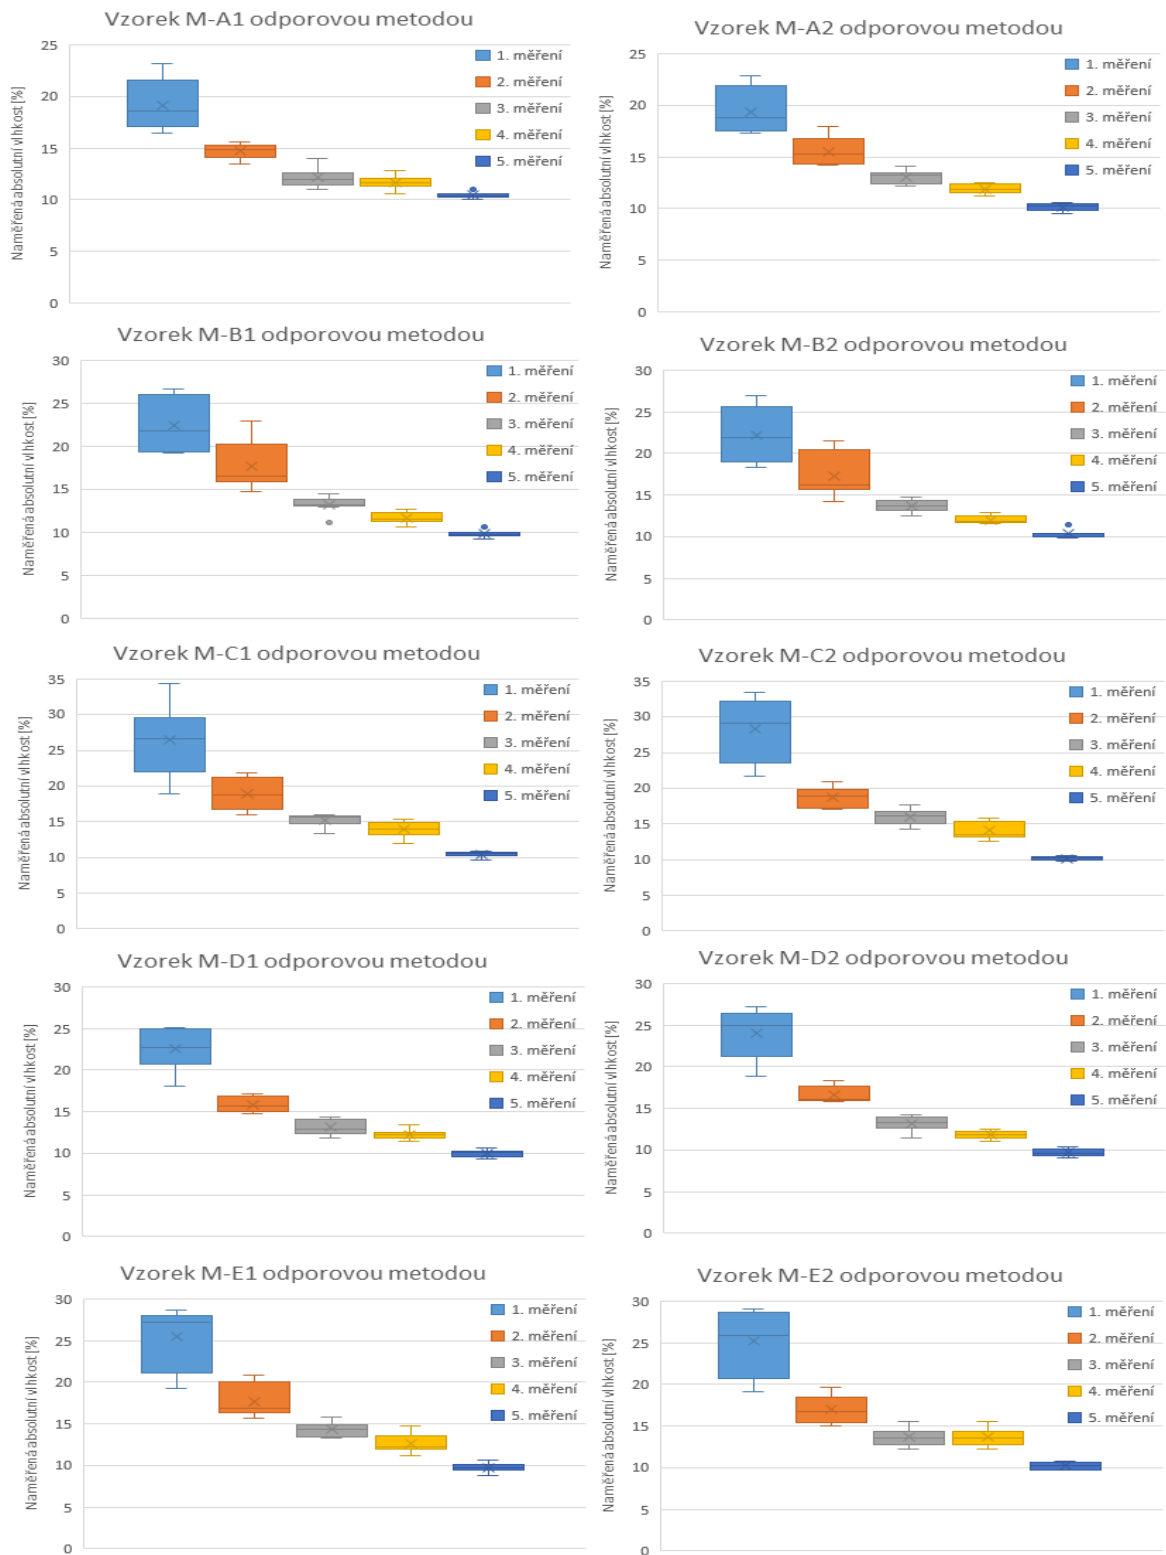 Vzorek M-A1 odporovou metodou
Naměřená absolutní vlhkost [%]
25
20
15
10
5
0
1. měření
2. měření
3. měření
4. měření
5. měření
Vzorek M-A2 odporovou metodou
Naměřená absolutní vlhkost [%]
25
20
15
10
5
0
1. měření
2. měření
3. měření
4. měření
5. měření
Vzorek M-B1 odporovou metodou
Naměřená absolutní vlhkost [%]
30
25
20
15
10
5
0
1. měření
2. měření
3. měření
4. měření
5. měření
Vzorek M-B2 odporovou metodou
Naměřená absolutní vlhkost [%]
30
25
20
15
10
5
0
1. měření
2. měření
3. měření
4. měření
5. měření
Vzorek M-C1 odporovou metodou
Naměřená absolutní vlhkost [%]
35
30
25
20
15
10
5
0
1. měření
2. měření
3. měření
4. měření
5. měření
Vzorek M-C2 odporovou metodou
Naměřená absolutní vlhkost [%]
35
30
25
20
15
10
5
0
1. měření
2. měření
3. měření
4. měření
5. měření
Vzorek M-D1 odporovou metodou
Naměřená absolutní vlhkost [%]
30
25
20
15
10
5
0
1. měření
2. měření
3. měření
4. měření
5. měření
Vzorek M-D2 odporovou metodou
Naměřená absolutní vlhkost [%]
30
25
20
15
10
5
0
1. měření
2. měření
3. měření
4. měření
5. měření
Vzorek M-E1 odporovou metodou
Naměřená absolutní vlhkost [%]
30
25
20
15
10
5
0
1. měření
2. měření
3. měření
4. měření
5. měření
Vzorek M-E2 odporovou metodou
Naměřená absolutní vlhkost [%]
30
25
20
15
10
5
0
1. měření
2. měření
3. měření
4. měření
5. měření